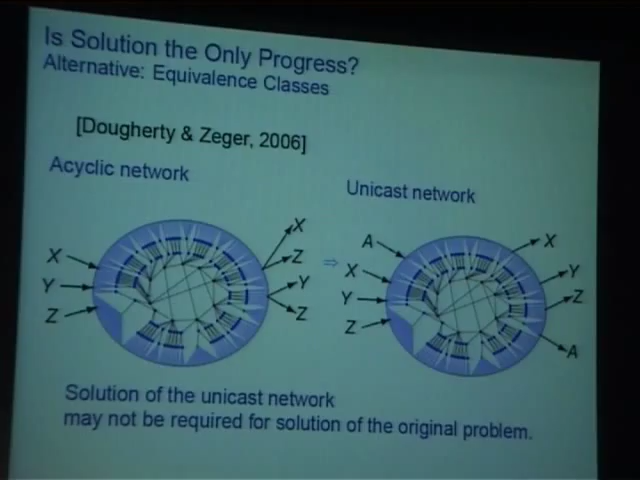 Is Solution the Only Progress?
Alternative: Equivalence Classes
[Dougherty & Zeger, 2006]
Acyclic network
Unicast network
X
Y
Z
X
Z
Y
Z
⇒
A
X
Y
Z
X
Y
Z
A
Solution of the unicast network
may not be required for solution of the original problem.